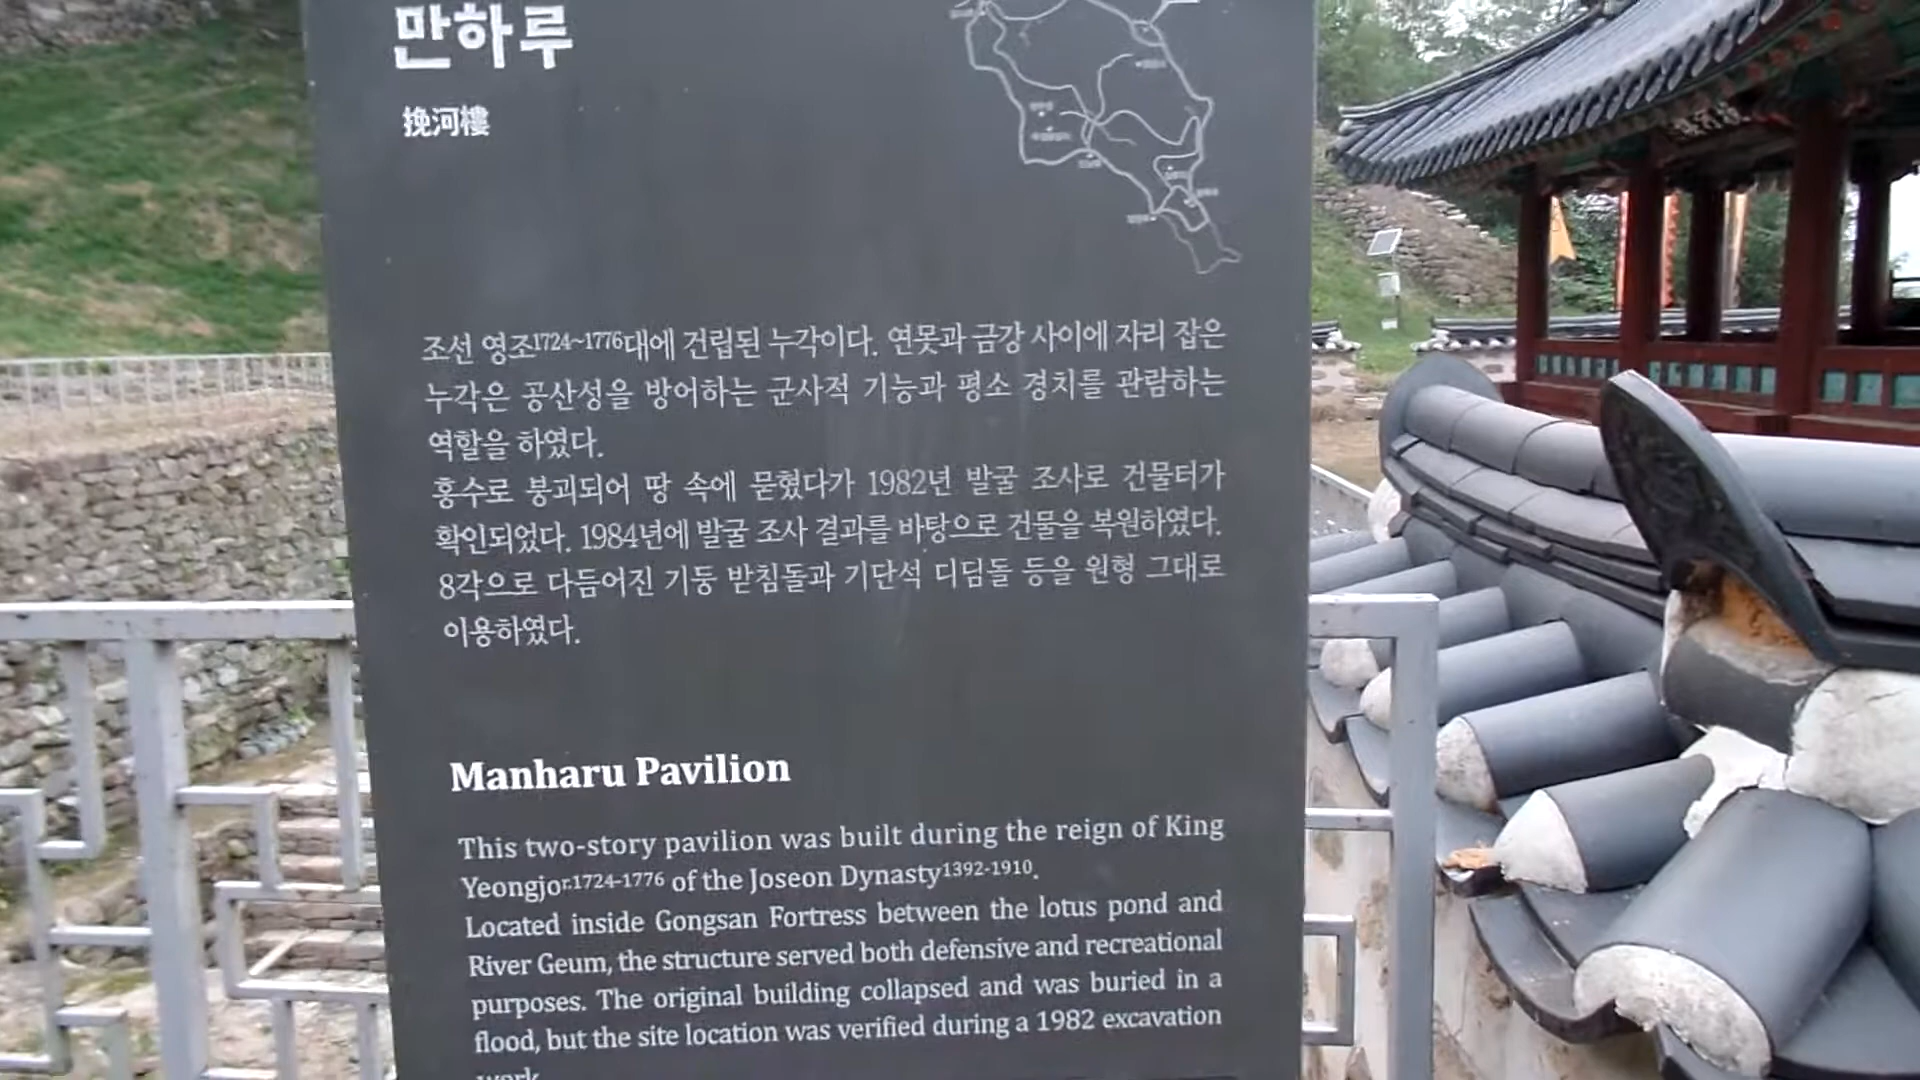 만하루
挽河樓
조선 영조1724~1776대에 건립된 누각이다. 연못과 금강 사이에 자리 잡은
누각은 공산성을 방어하는 군사적 기능과 평소 경치를 관람하는
역할을 하였다.
홍수로 붕괴되어 땅 속에 묻혔다가 1982년 발굴 조사로 건물터가
확인되었다. 1984년에 발굴 조사 결과를 바탕으로 건물을 복원하였다.
8각으로 다듬어진 기둥 받침돌과 기단석 디딤돌 등을 원형 그대로
이용하였다.
Manharu Pavilion
This two-story pavilion was built during the reign of King
Yeongjor.1724-1776 of the Joseon Dynasty1392-1910.
Located inside Gongsan Fortress between the lotus pond and
River Geum, the structure served both defensive and recreational
purposes. The original building collapsed and was buried in a
flood, but the site location was verified during a 1982 excavation
work.